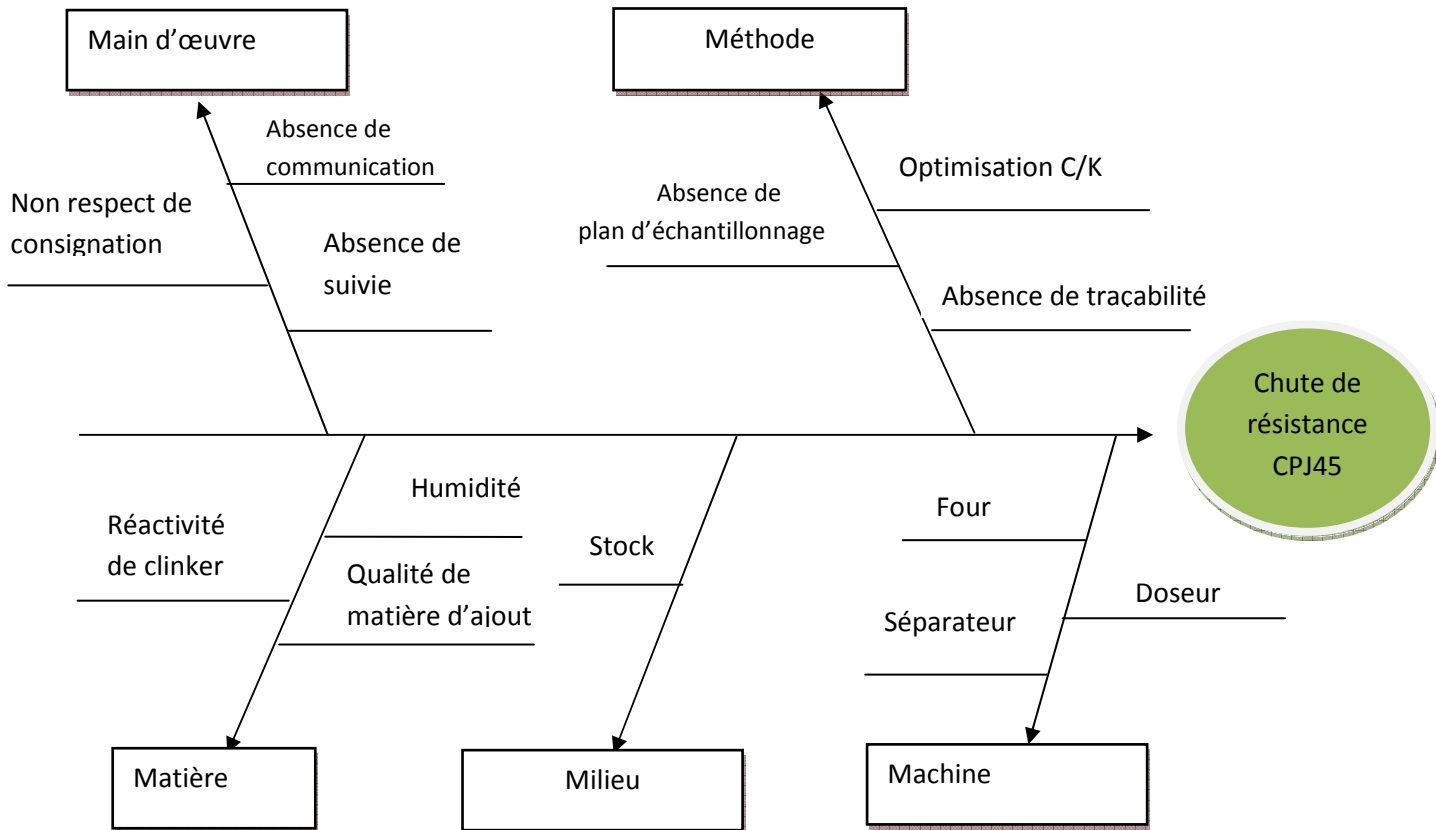 Main d’œuvre
Méthode
Absence de
communication
Non respect de
consignation
Absence de
suivie
Optimisation C/K
Absence de
plan d’échantillonnage
Absence de traçabilité
Chute de
résistance
CPJ45
Humidité
Réactivité
de clinker
Qualité de
matière d’ajout
Stock
Four
Séparateur
Doseur
Matière
Milieu
Machine